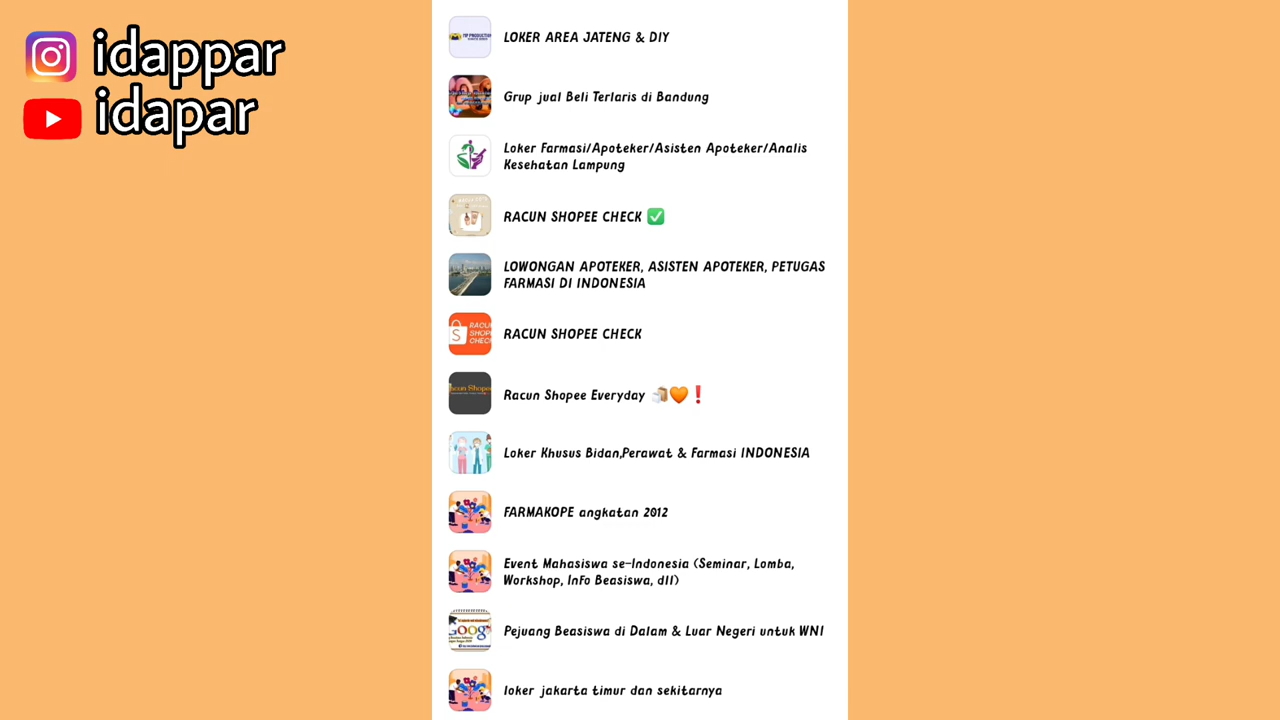 idappar
idapar
LOKER AREA JATENG & DIY
Grup jual Beli Terlaris di Bandung
Loker Farmasi/Apoteker/Asisten Apoteker/Analis
Kesehatan Lampung
RACUN SHOPEE CHECK ✅
LOWONGAN APOTEKER, ASISTEN APOTEKER, PETUGAS
FARMASI DI INDONESIA
RACUN SHOPEE CHECK
Racun Shopee Everyday 🛍️🧡❗
Loker Khusus Bidan,Perawat & Farmasi INDONESIA
FARMAKOPE angkatan 2012
Event Mahasiswa se-Indonesia (Seminar, Lomba,
Workshop, InFo Beasiswa, dll)
Pejuang Beasiswa di Dalam & Luar Negeri untuk WNI
loker jakarta timur dan sekitarnya